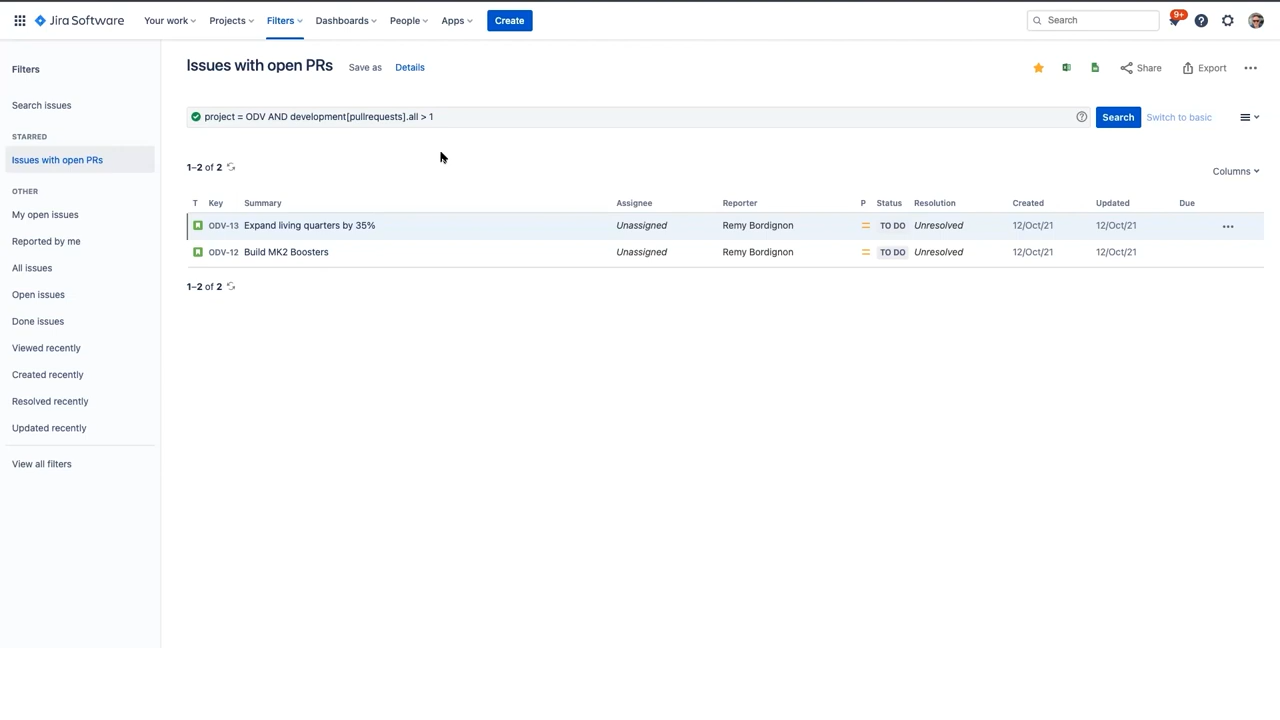 Jira Software Your work Projects Filters Dashboards People Apps Create Search 9+
Filters
Search issues
STARRED
Issues with open PRs
OTHER
My open issues
Reported by me
All issues
Open issues
Done issues
Viewed recently
Created recently
Resolved recently
Updated recently
View all filters
Issues with open PRs Save as Details Share Export
project = ODV AND development[pullrequests].all > 1 Search Switch to basic
1–2 of 2
Columns
T Key Summary Assignee Reporter P Status Resolution Created Updated Due
ODV-13 Expand living quarters by 35% Unassigned Remy Bordignon TO DO Unresolved 12/Oct/21 12/Oct/21
ODV-12 Build MK2 Boosters Unassigned Remy Bordignon TO DO Unresolved 12/Oct/21 12/Oct/21
1–2 of 2